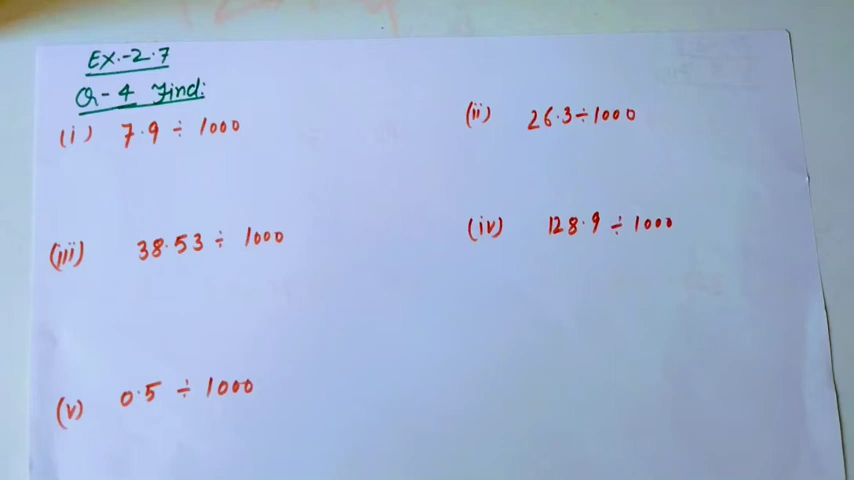 Ex.-2.7
Q-4 Find:
(i) 7.9 ÷ 1000
(ii) 26.3 ÷ 1000
(iii) 38.53 ÷ 1000
(iv) 128.9 ÷ 1000
(v) 0.5 ÷ 1000